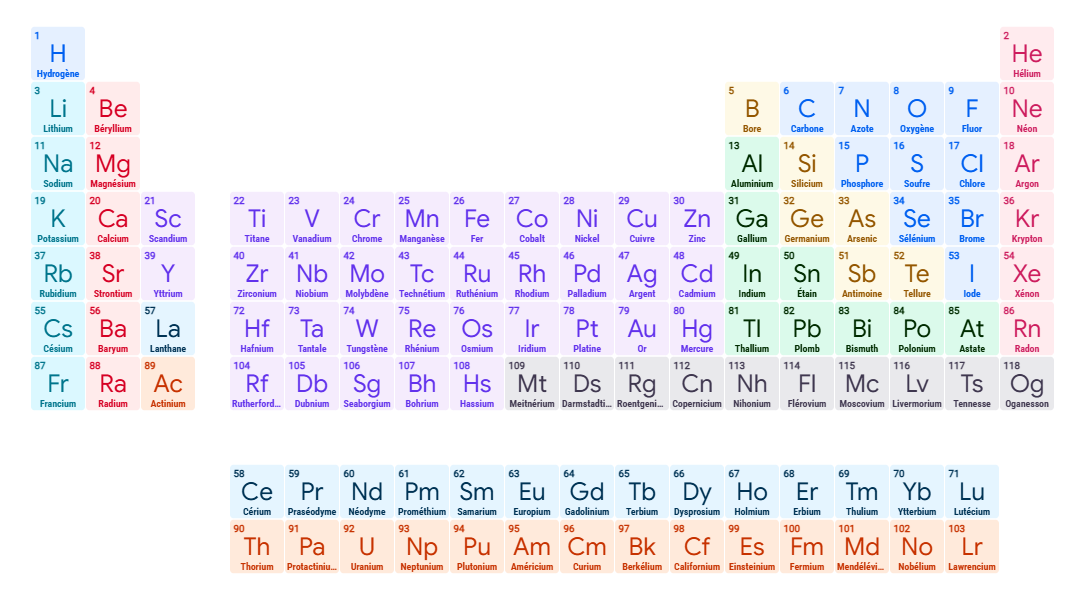 1 2
H He
Hydrogène Hélium
3 4 5 6 7 8 9 10
Li Be B C N O F Ne
Lithium Béryllium Bore Carbone Azote Oxygène Fluor Néon
11 12 13 14 15 16 17 18
Na Mg Al Si P S Cl Ar
Sodium Magnésium Aluminium Silicium Phosphore Soufre Chlore Argon
19 20 21 22 23 24 25 26 27 28 29 30 31 32 33 34 35 36
K Ca Sc Ti V Cr Mn Fe Co Ni Cu Zn Ga Ge As Se Br Kr
Potassium Calcium Scandium Titane Vanadium Chrome Manganèse Fer Cobalt Nickel Cuivre Zinc Gallium Germanium Arsenic Sélénium Brome Krypton
37 38 39 40 41 42 43 44 45 46 47 48 49 50 51 52 53 54
Rb Sr Y Zr Nb Mo Tc Ru Rh Pd Ag Cd In Sn Sb Te I Xe
Rubidium Strontium Yttrium Zirconium Niobium Molybdène Technétium Ruthénium Rhodium Palladium Argent Cadmium Indium Étain Antimoine Tellure Iode Xénon
55 56 57 72 73 74 75 76 77 78 79 80 81 82 83 84 85 86
Cs Ba La Hf Ta W Re Os Ir Pt Au Hg Tl Pb Bi Po At Rn
Césium Baryum Lanthane Hafnium Tantale Tungstène Rhénium Osmium Iridium Platine Or Mercure Thallium Plomb Bismuth Polonium Astate Radon
87 88 89 104 105 106 107 108 109 110 111 112 113 114 115 116 117 118
Fr Ra Ac Rf Db Sg Bh Hs Mt Ds Rg Cn Nh Fl Mc Lv Ts Og
Francium Radium Actinium Rutherford... Dubnium Seaborgium Bohrium Hassium Meitnérium Darmstadti... Roentgeni... Copernicium Nihonium Flérovium Moscovium Livermorium Tennesse Oganesson
58 59 60 61 62 63 64 65 66 67 68 69 70 71
Ce Pr Nd Pm Sm Eu Gd Tb Dy Ho Er Tm Yb Lu
Cérium Praséodyme Néodyme Prométhium Samarium Europium Gadolinium Terbium Dysprosium Holmium Erbium Thulium Ytterbium Lutécium
90 91 92 93 94 95 96 97 98 99 100 101 102 103
Th Pa U Np Pu Am Cm Bk Cf Es Fm Md No Lr
Thorium Protactiniu... Uranium Neptunium Plutonium Américium Curium Berkélium Californium Einsteinium Fermium Mendélévi... Nobélium Lawrencium